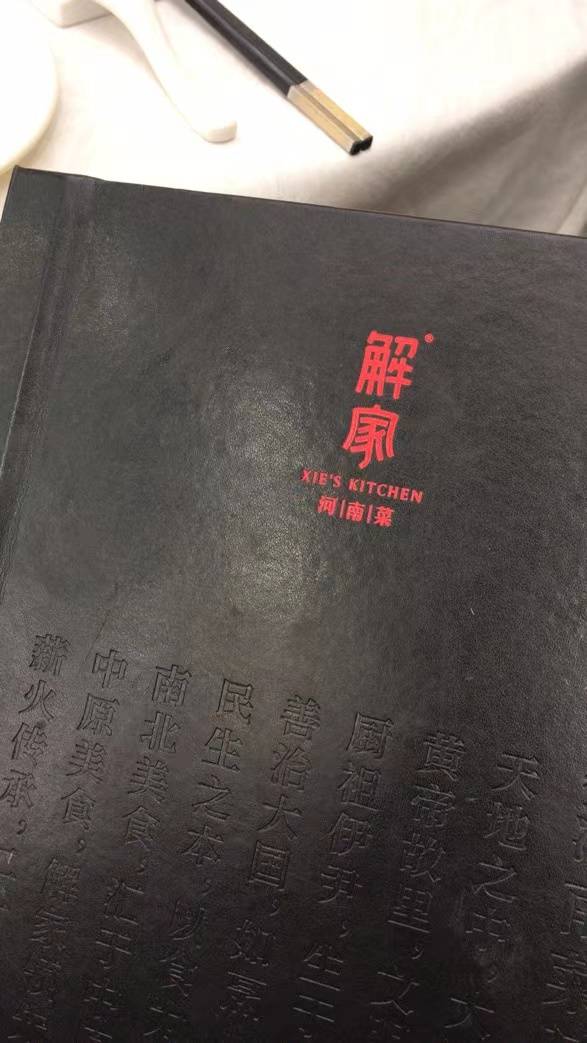 解家®
XIE'S KITCHEN
河|南|菜
天地之中，
黄帝故里，文
厨祖伊尹，生于
善治大国，如烹
民生之本，以食
南北美食，汇于
中原美食，解家
薪火传承，